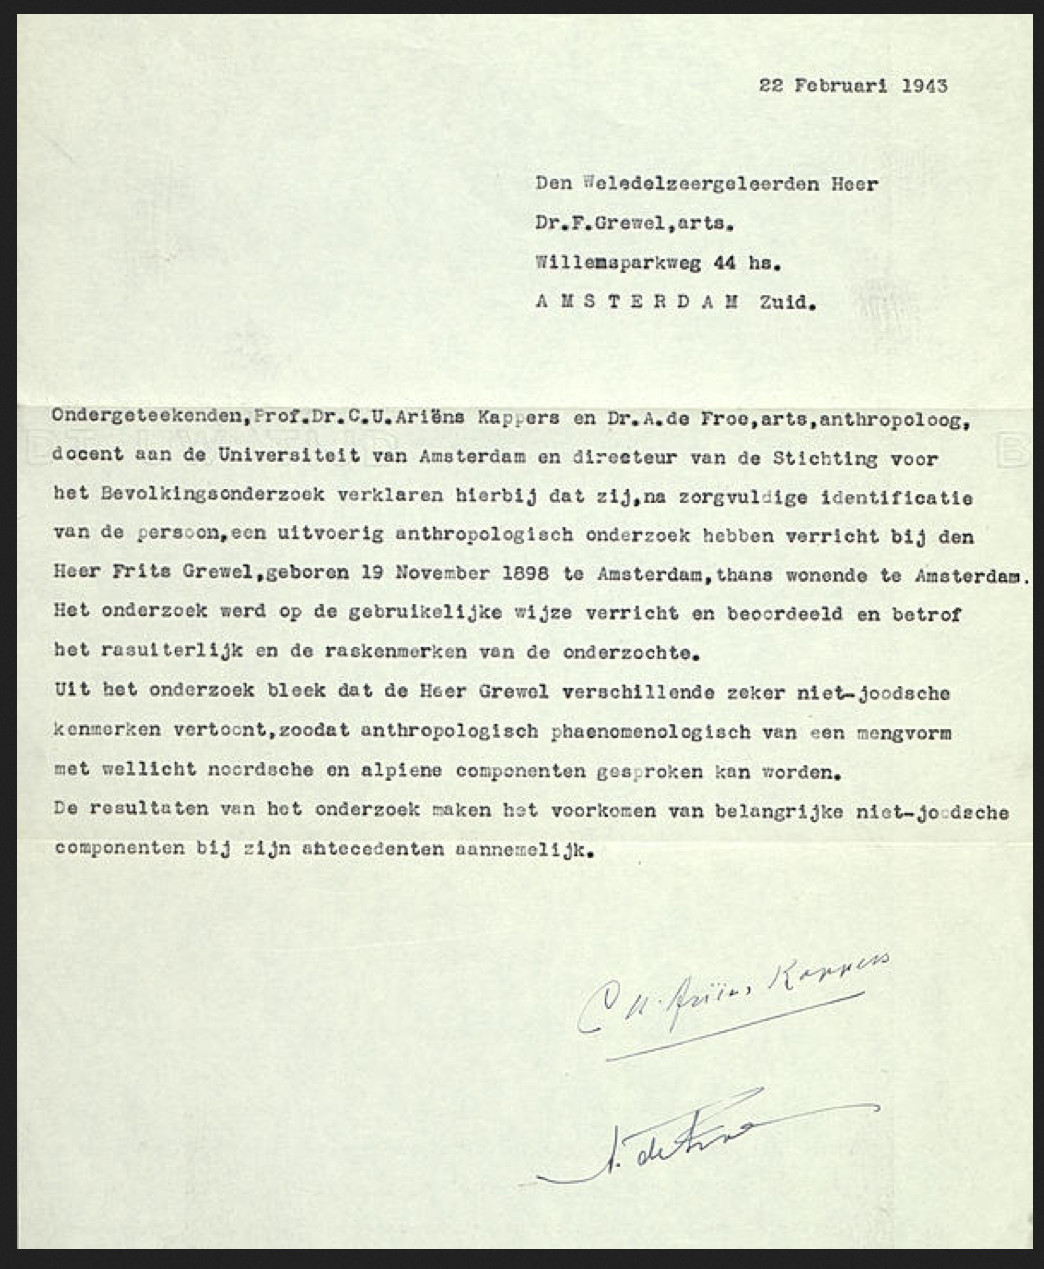 22 Februari 1943
Den Weledelzeergeleerden Heer
Dr.F.Grewel,arts.
Willemsparkweg 44 hs.
A M S T E R D A M Zuid.
Ondergeteekenden,Prof.Dr.C.U.Ariëns Kappers en Dr.A.de Froe,arts,anthropoloog,
docent aan de Universiteit van Amsterdam en directeur van de Stichting voor
het Bevolkingsonderzoek verklaren hierbij dat zij,na zorgvuldige identificatie
van de persoon,een uitvoerig anthropologisch onderzoek hebben verricht bij den
Heer Frits Grewel,geboren 19 November 1898 te Amsterdam,thans wonende te Amsterdam.
Het onderzoek werd op de gebruikelijke wijze verricht en beoordeeld en betrof
het rasuiterlijk en de raskenmerken van de onderzochte.
Uit het onderzoek bleek dat de Heer Grewel verschillende zeker niet-joodsche
kenmerken vertoont,zoodat anthropologisch phaenomenologisch van een mengvorm
met wellicht noordsche en alpiene componenten gesproken kan worden.
De resultaten van het onderzoek maken het voorkomen van belangrijke niet-joodsche
componenten bij zijn antecedenten aannemelijk.
C U. Ariëns Kappers
A. de Froe